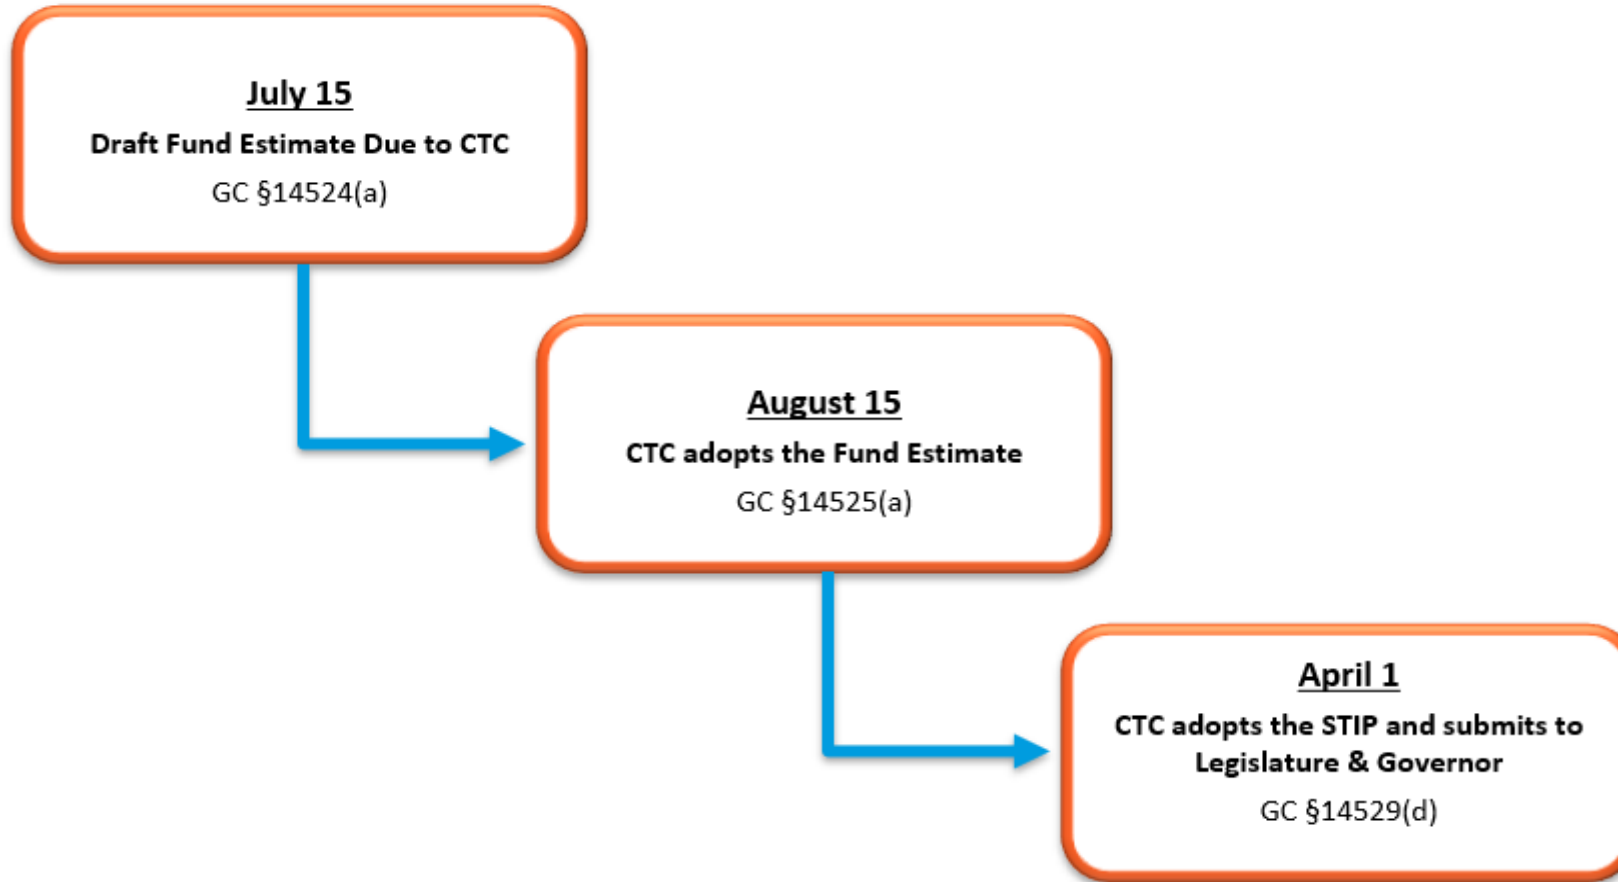 July 15
Draft Fund Estimate Due to CTC
GC §14524(a)
August 15
CTC adopts the Fund Estimate
GC §14525(a)
April 1
CTC adopts the STIP and submits to
Legislature & Governor
GC §14529(d)